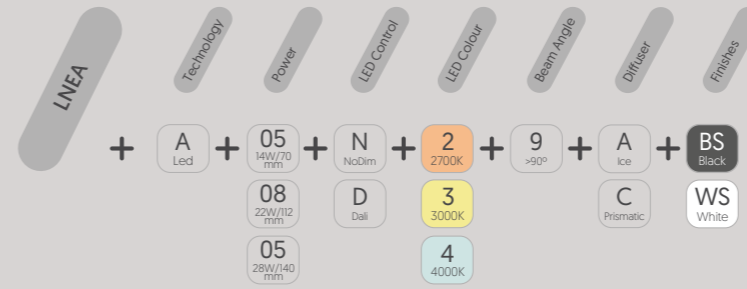 LNEA
Technology
Power
LED Control
LED Colour
Beam Angle
Diffuser
Finishes
+ A + 05 + N + 2 + 9 + A + BS
Led 14W/70 NoDim 2700K >90º Ice Black
mm
08 D 3 C WS
22W/112 Dali 3000K Prismatic White
mm
05 4
28W/140 4000K
mm